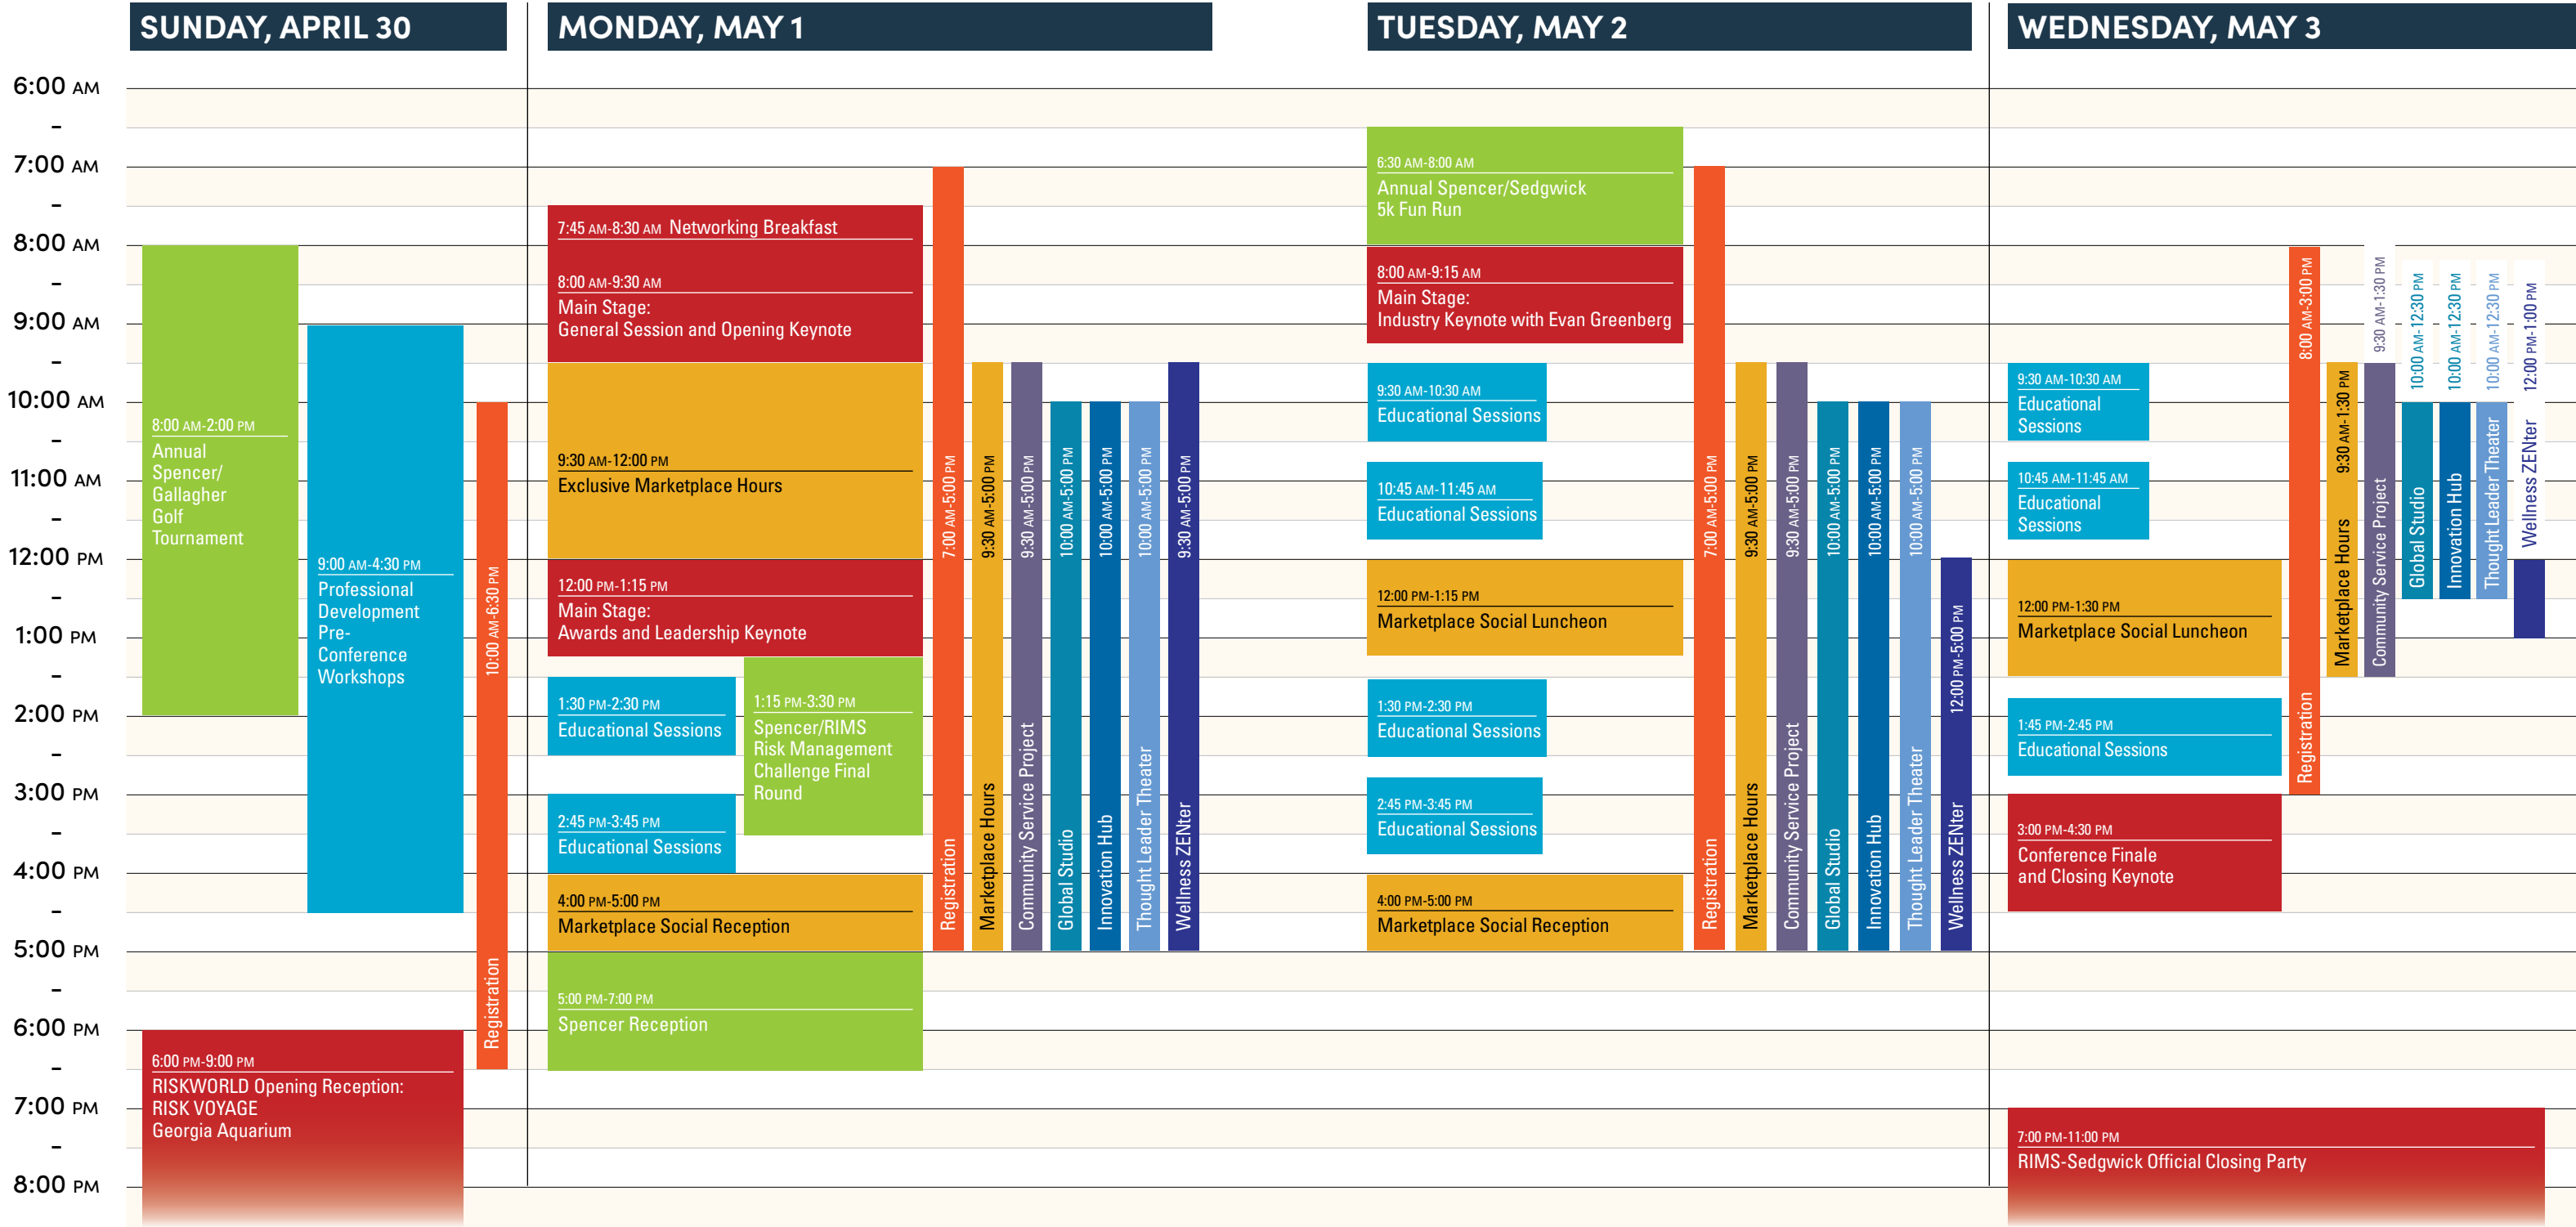 SUNDAY, APRIL 30
MONDAY, MAY 1
TUESDAY, MAY 2
WEDNESDAY, MAY 3
6:00 AM
-
7:00 AM
-
8:00 AM
-
9:00 AM
-
10:00 AM
-
11:00 AM
-
12:00 PM
-
1:00 PM
-
2:00 PM
-
3:00 PM
-
4:00 PM
-
5:00 PM
-
6:00 PM
-
7:00 PM
-
8:00 PM
8:00 AM-2:00 PM
Annual
Spencer/
Gallagher
Golf
Tournament
9:00 AM-4:30 PM
Professional
Development
Pre-
Conference
Workshops
10:00 AM-6:30 PM
Registration
6:00 PM-9:00 PM
RISKWORLD Opening Reception:
RISK VOYAGE
Georgia Aquarium
7:45 AM-8:30 AM Networking Breakfast
8:00 AM-9:30 AM
Main Stage:
General Session and Opening Keynote
9:30 AM-12:00 PM
Exclusive Marketplace Hours
12:00 PM-1:15 PM
Main Stage:
Awards and Leadership Keynote
1:30 PM-2:30 PM
Educational Sessions
1:15 PM-3:30 PM
Spencer/RIMS
Risk Management
Challenge Final
Round
2:45 PM-3:45 PM
Educational Sessions
4:00 PM-5:00 PM
Marketplace Social Reception
5:00 PM-7:00 PM
Spencer Reception
7:00 AM-5:00 PM
Registration
9:30 AM-5:00 PM
Marketplace Hours
9:30 AM-5:00 PM
Community Service Project
10:00 AM-5:00 PM
Global Studio
10:00 AM-5:00 PM
Innovation Hub
10:00 AM-5:00 PM
Thought Leader Theater
9:30 AM-5:00 PM
Wellness ZENter
6:30 AM-8:00 AM
Annual Spencer/Sedgwick
5k Fun Run
8:00 AM-9:15 AM
Main Stage:
Industry Keynote with Evan Greenberg
9:30 AM-10:30 AM
Educational Sessions
10:45 AM-11:45 AM
Educational Sessions
12:00 PM-1:15 PM
Marketplace Social Luncheon
1:30 PM-2:30 PM
Educational Sessions
2:45 PM-3:45 PM
Educational Sessions
4:00 PM-5:00 PM
Marketplace Social Reception
7:00 AM-5:00 PM
Registration
9:30 AM-5:00 PM
Marketplace Hours
9:30 AM-5:00 PM
Community Service Project
10:00 AM-5:00 PM
Global Studio
10:00 AM-5:00 PM
Innovation Hub
10:00 AM-5:00 PM
Thought Leader Theater
12:00 PM-5:00 PM
Wellness ZENter
9:30 AM-10:30 AM
Educational
Sessions
10:45 AM-11:45 AM
Educational
Sessions
12:00 PM-1:30 PM
Marketplace Social Luncheon
1:45 PM-2:45 PM
Educational Sessions
3:00 PM-4:30 PM
Conference Finale
and Closing Keynote
8:00 AM-3:00 PM
Registration
9:30 AM- 1:30 PM
Marketplace Hours
9:30 AM-1:30 PM
Community Service Project
10:00 AM-12:30 PM
Global Studio
10:00 AM-12:30 PM
Innovation Hub
10:00 AM-12:30 PM
Thought Leader Theater
12:00 PM-1:00 PM
Wellness ZENter
7:00 PM-11:00 PM
RIMS-Sedgwick Official Closing Party